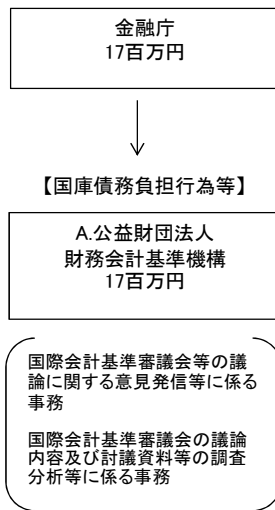 金融庁
17百万円
【国庫債務負担行為等】
A.公益財団法人
財務会計基準機構
17百万円
国際会計基準審議会等の議
論に関する意見発信等に係る
事務
国際会計基準審議会の議論
内容及び討議資料等の調査
分析等に係る事務